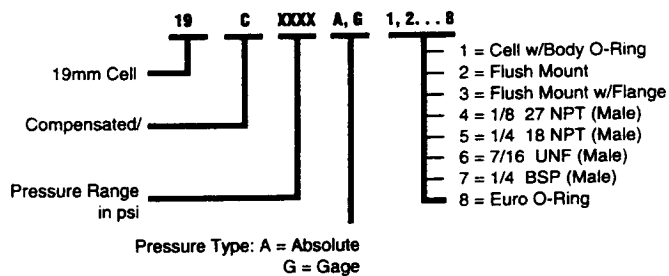 19 C XXXX A, G 1, 2. . . 8
1 = Cell w/Body O-Ring
19mm Cell
2 = Flush Mount
3 = Flush Mount w/Flange
4 = 1/8 27 NPT (Male)
Compensated/
5 = 1/4 18 NPT (Male)
6 = 7/16 UNF (Male)
7 = 1/4 BSP (Male)
Pressure Range
in psi
8 = Euro O-Ring
Pressure Type: A = Absolute
G = Gage